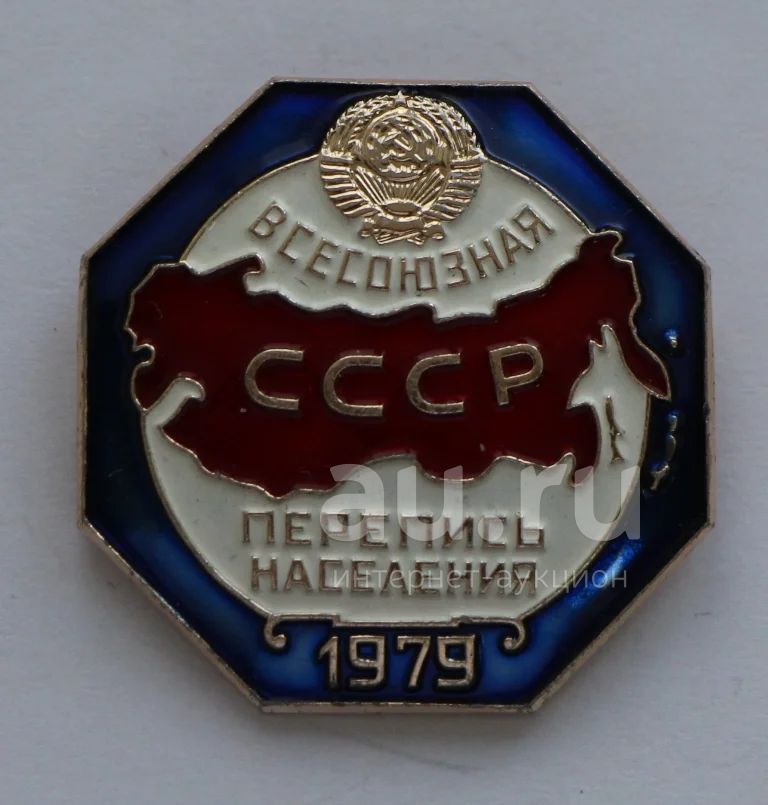 ВСЕСОЮЗНАЯ
СССР
au.ru
ПЕРЕПИСЬ
НАСЕЛЕНИЯ
интернет-аукцион
1979